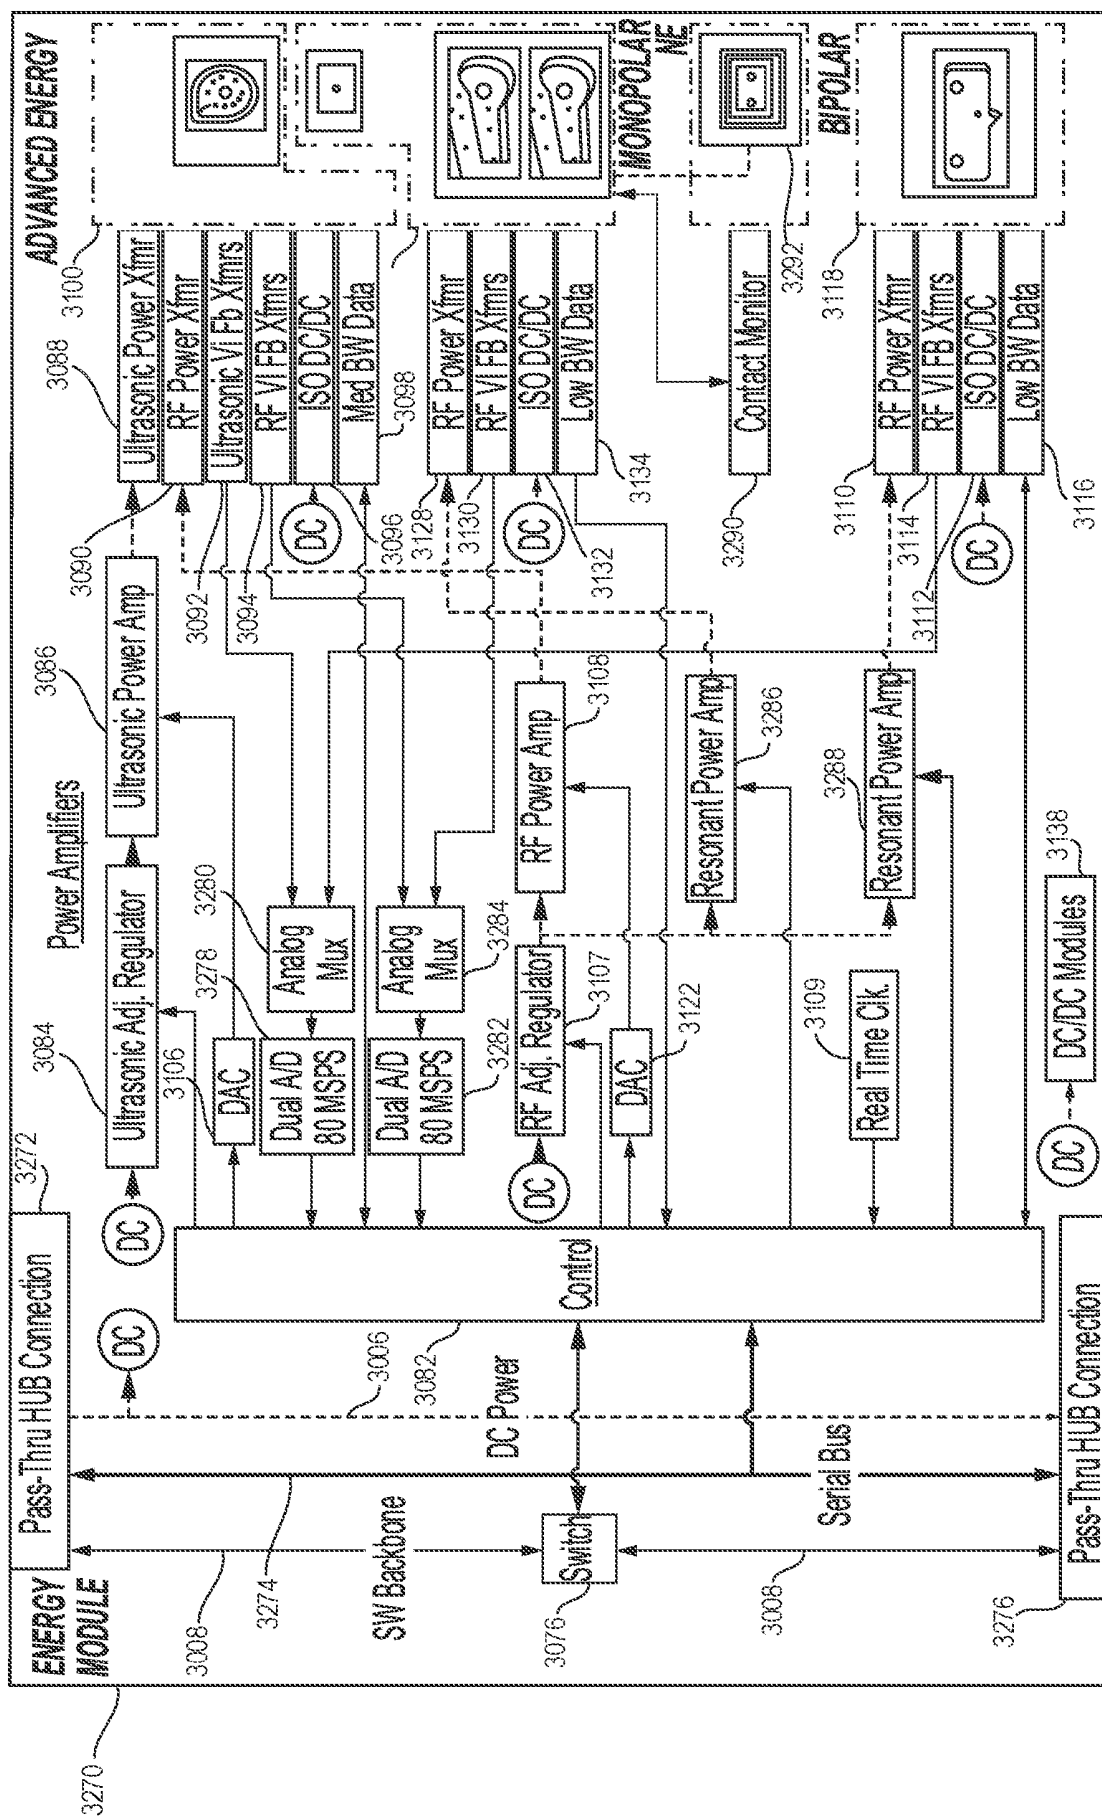 3270
ENERGY
MODULE
3272
Pass-Thru HUB Connection
3008
3274
SW Backbone
3076
Switch
3008
3276
Pass-Thru HUB Connection
Serial Bus
DC Power
3006
DC
3082
Control
DC
3084
Ultrasonic Adj. Regulator
Power Amplifiers
3086
Ultrasonic Power Amp
3106
DAC
3278
Dual A/D
80 MSPS
3280
Analog
Mux
Dual A/D
80 MSPS
3282
Analog
Mux
3284
DC
RF Adj. Regulator
3107
RF Power Amp
3108
DAC
3122
Resonant Power Amp
3286
3288
Resonant Power Amp
3109
Real Time Clk.
DC
DC/DC Modules
3138
ADVANCED ENERGY
3100
3088
Ultrasonic Power Xfmr
RF Power Xfmr
Ultrasonic Vi Fb Xfmrs
RF VI FB Xfmrs
ISO DC/DC
Med BW Data
3090
3092
3094
DC
3096
3098
MONOPOLAR
RF Power Xfmr
RF VI FB Xfmrs
ISO DC/DC
Low BW Data
3128
3130
DC
3132
3134
NE
Contact Monitor
3290
3292
BIPOLAR
3118
RF Power Xfmr
RF VI FB Xfmrs
ISO DC/DC
Low BW Data
3110
3114
3112
DC
3116